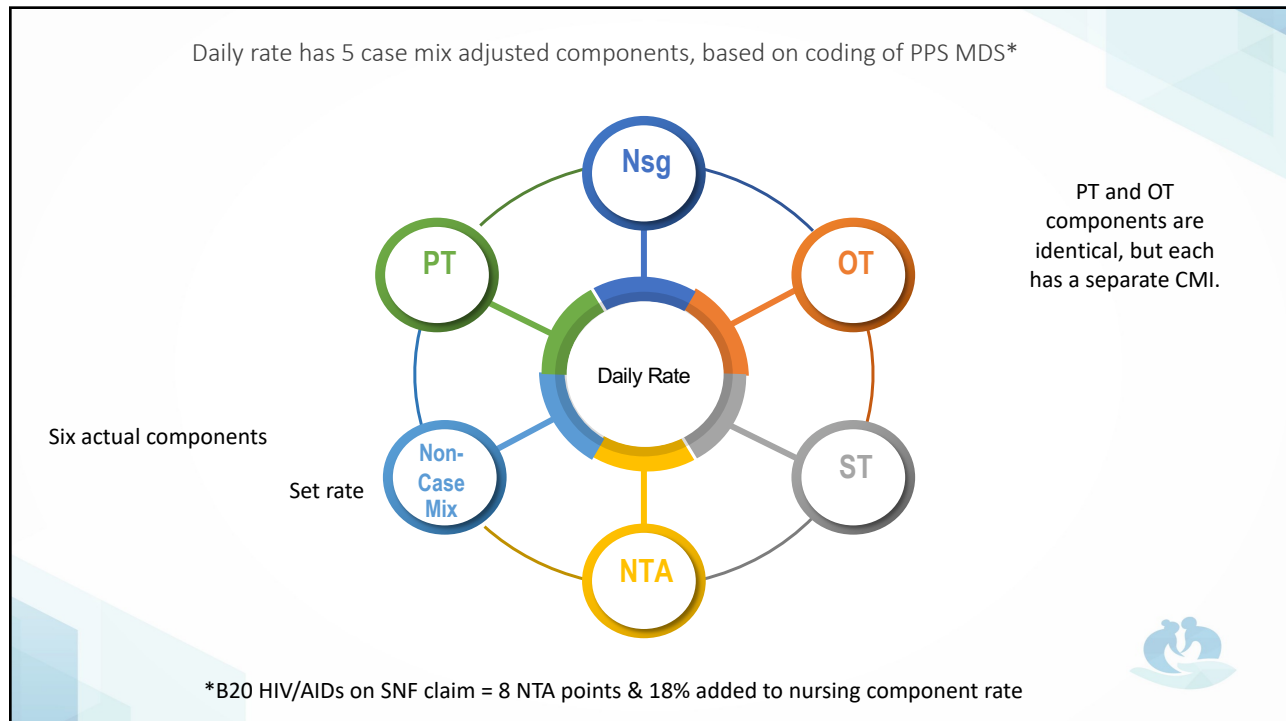 Daily rate has 5 case mix adjusted components, based on coding of PPS MDS*
Nsg
PT
OT
PT and OT
components are
identical, but each
has a separate CMI.
Daily Rate
Six actual components
Set rate
Non-
Case
Mix
ST
NTA
*B20 HIV/AIDs on SNF claim = 8 NTA points & 18% added to nursing component rate